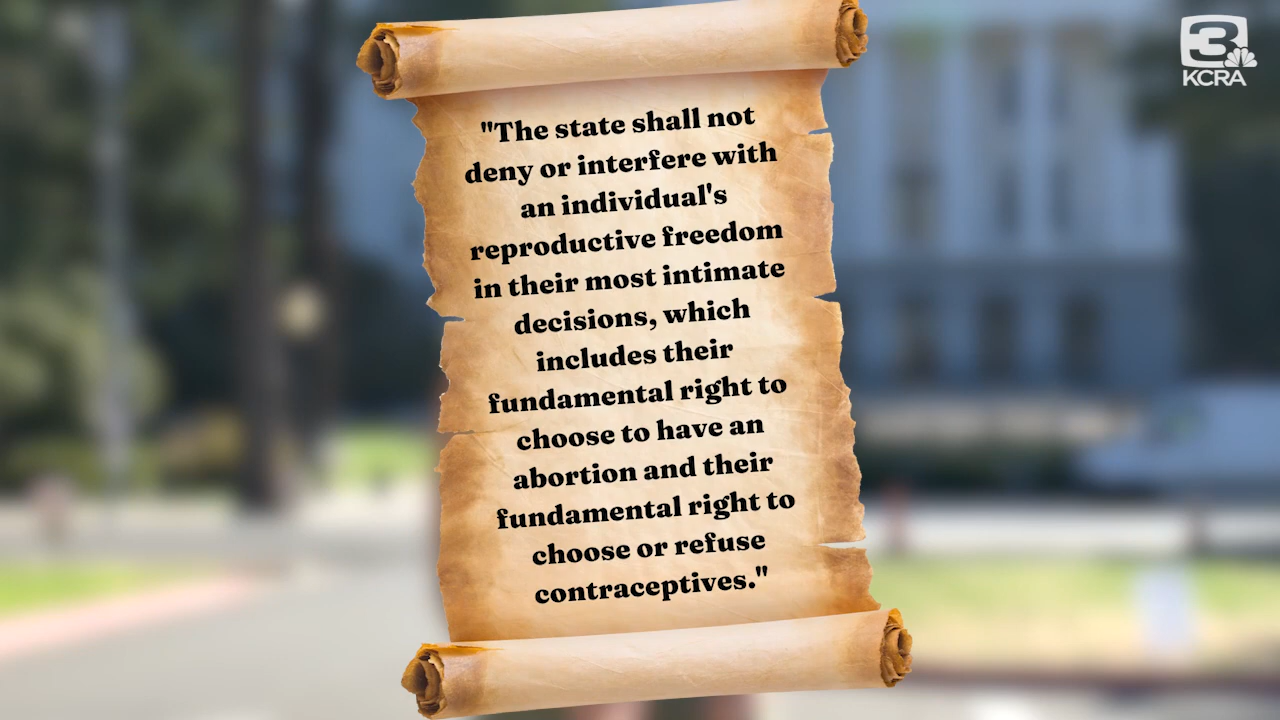 3
KCRA
"The state shall not
deny or interfere with
an individual's
reproductive freedom
in their most intimate
decisions, which
includes their
fundamental right to
choose to have an
abortion and their
fundamental right to
choose or refuse
contraceptives."